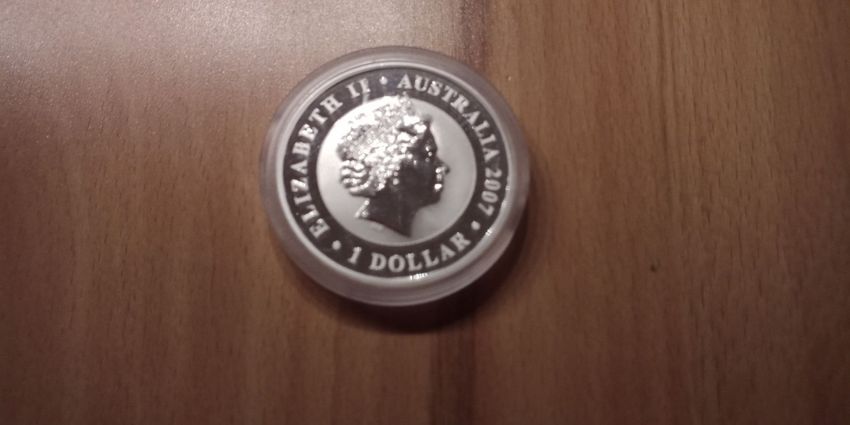 ELIZABETH II • AUSTRALIA 2007 •
1 DOLLAR •